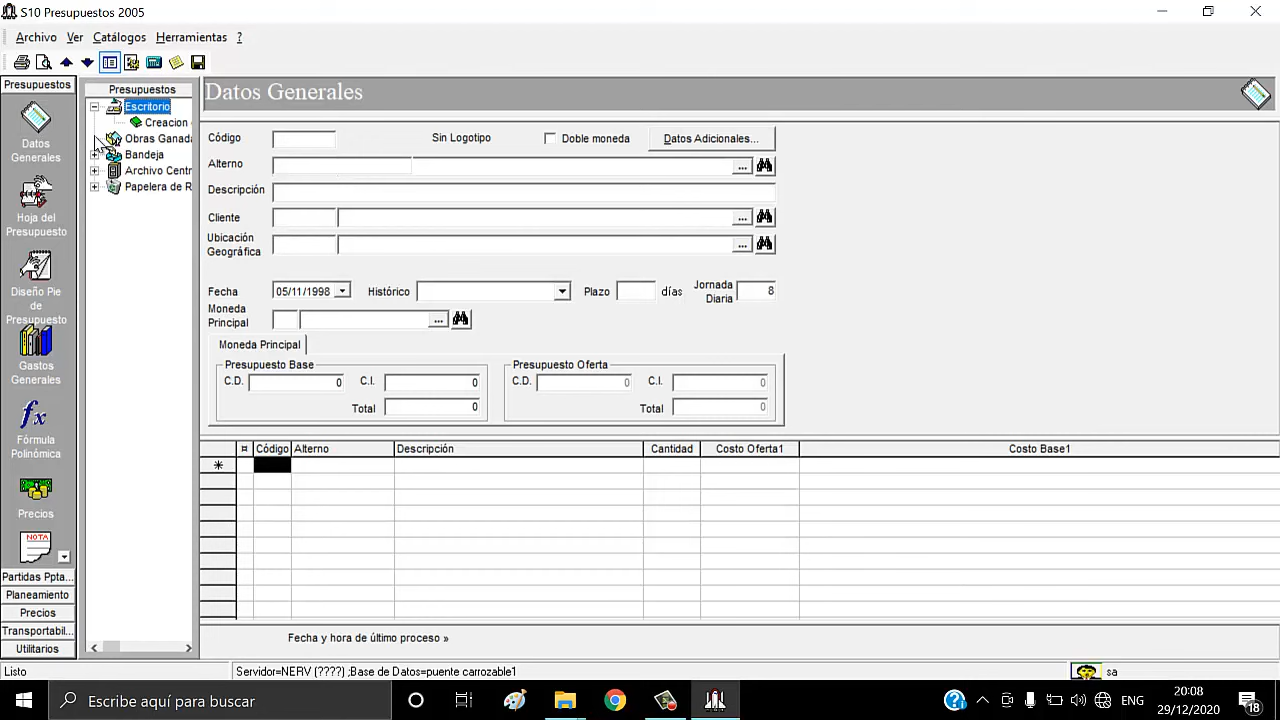 S10 Presupuestos 2005
Archivo Ver Catálogos Herramientas ?
Presupuestos
Datos Generales
Hoja del Presupuesto
Diseño Pie de Presupuesto
Gastos Generales
Fórmula Polinómica
Precios
NOTA
Partidas Ppta...
Planeamiento
Precios
Transportabil...
Utilitarios
Presupuestos
Escritorio
Creacion
Obras Ganada
Bandeja
Archivo Centr
Papelera de R
Datos Generales
Código Sin Logotipo Doble moneda Datos Adicionales...
Alterno ...
Descripción
Cliente ...
Ubicación Geográfica ...
Fecha 05/11/1998 Histórico Plazo días Jornada Diaria 8
Moneda Principal ...
Moneda Principal
Presupuesto Base Presupuesto Oferta
C.D. 0 C.I. 0 C.D. 0 C.I. 0
Total 0 Total 0
¤ Código Alterno Descripción Cantidad Costo Oferta1 Costo Base1
Fecha y hora de último proceso »
Listo Servidor=NERV (????) ;Base de Datos=puente carrozable1 sa
Escribe aquí para buscar
ENG
20:08
29/12/2020
18